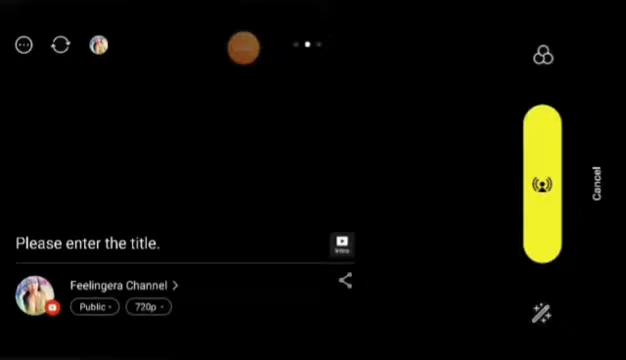 Please enter the title.
Intro
Feelingera Channel
Public
720p
Cancel